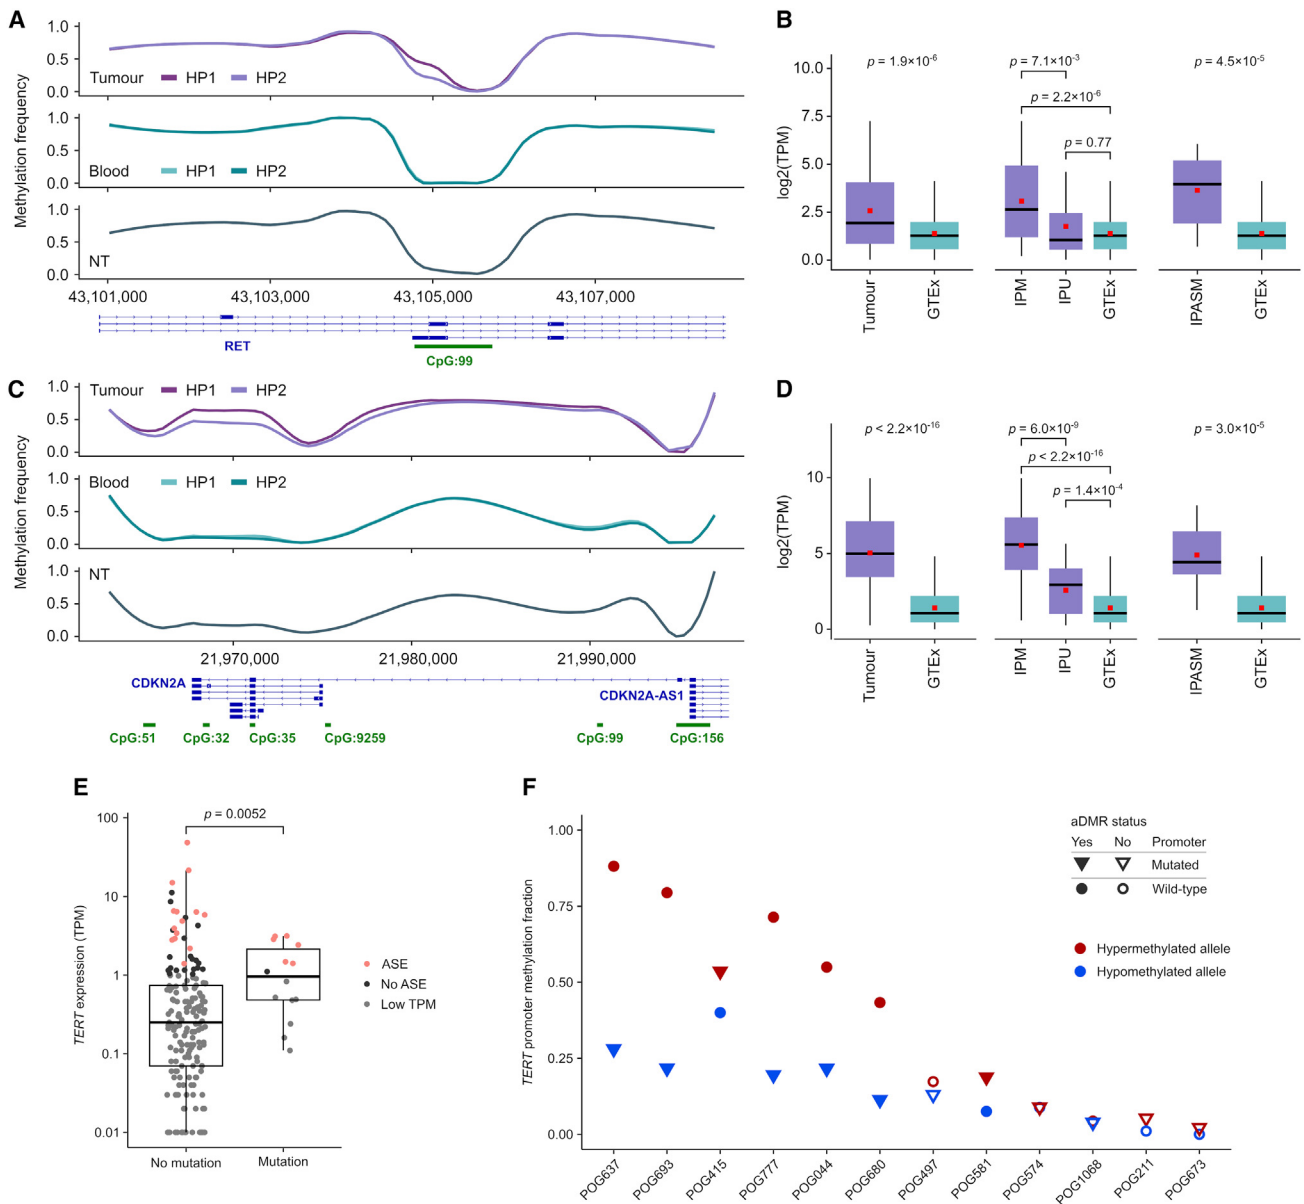 A
1.0
0.5
0.0
Tumour HP1 HP2
1.0
0.5
0.0
Blood HP1 HP2
1.0
0.5
0.0
NT
Methylation frequency
43,101,000 43,103,000 43,105,000 43,107,000
RET
CpG:99
B
10.0
7.5
5.0
2.5
0.0
log2(TPM)
p = 1.9×10-6
p = 7.1×10-3
p = 2.2×10-6
p = 0.77
p = 4.5×10-5
Tumour GTEx IPM IPU GTEx IPASM GTEx
C
1.0
0.5
0.0
Tumour HP1 HP2
1.0
0.5
0.0
Blood HP1 HP2
1.0
0.5
0.0
NT
Methylation frequency
21,970,000 21,980,000 21,990,000
CDKN2A
CDKN2A-AS1
CpG:51 CpG:32 CpG:35 CpG:9259 CpG:99 CpG:156
D
10
5
0
log2(TPM)
p < 2.2×10-16
p = 6.0×10-9
p < 2.2×10-16
p = 1.4×10-4
p = 3.0×10-5
Tumour GTEx IPM IPU GTEx IPASM GTEx
E
p = 0.0052
100
10
1
0.1
0.01
TERT expression (TPM)
ASE
No ASE
Low TPM
No mutation Mutation
F
1.00
0.75
0.50
0.25
0.00
TERT promoter methylation fraction
aDMR status
Yes No Promoter
Mutated
Wild-type
Hypermethylated allele
Hypomethylated allele
POG637 POG693 POG415 POG777 POG044 POG680 POG497 POG581 POG574 POG1068 POG211 POG673